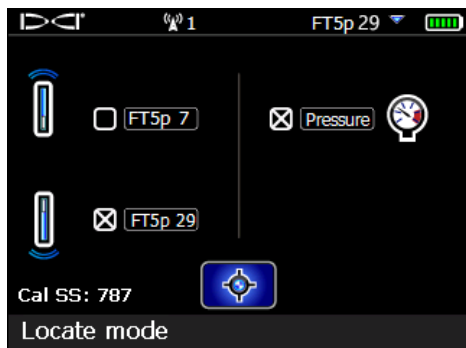 DCI 1 FT5p 29
FT5p 7 Pressure
FT5p 29
Cal SS: 787
Locate mode